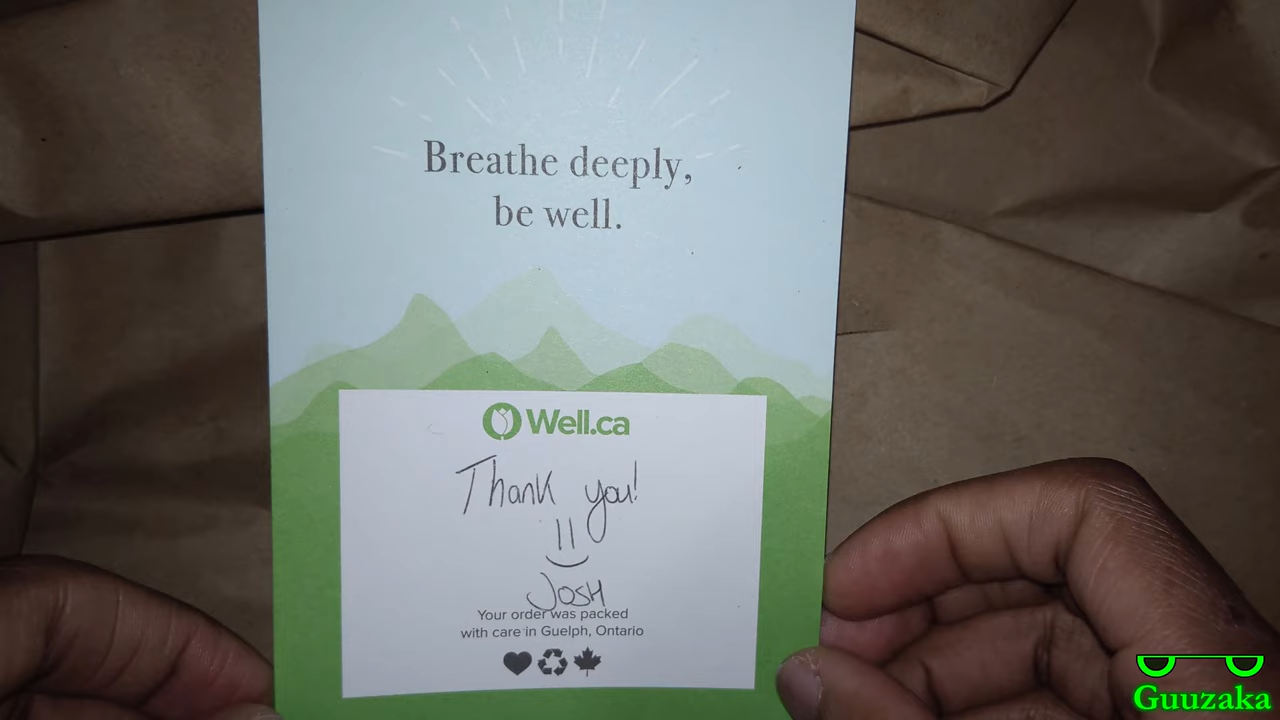 Breathe deeply,
be well.
Well.ca
Thank you!
Josh
Your order was packed
with care in Guelph, Ontario
Guuzaka